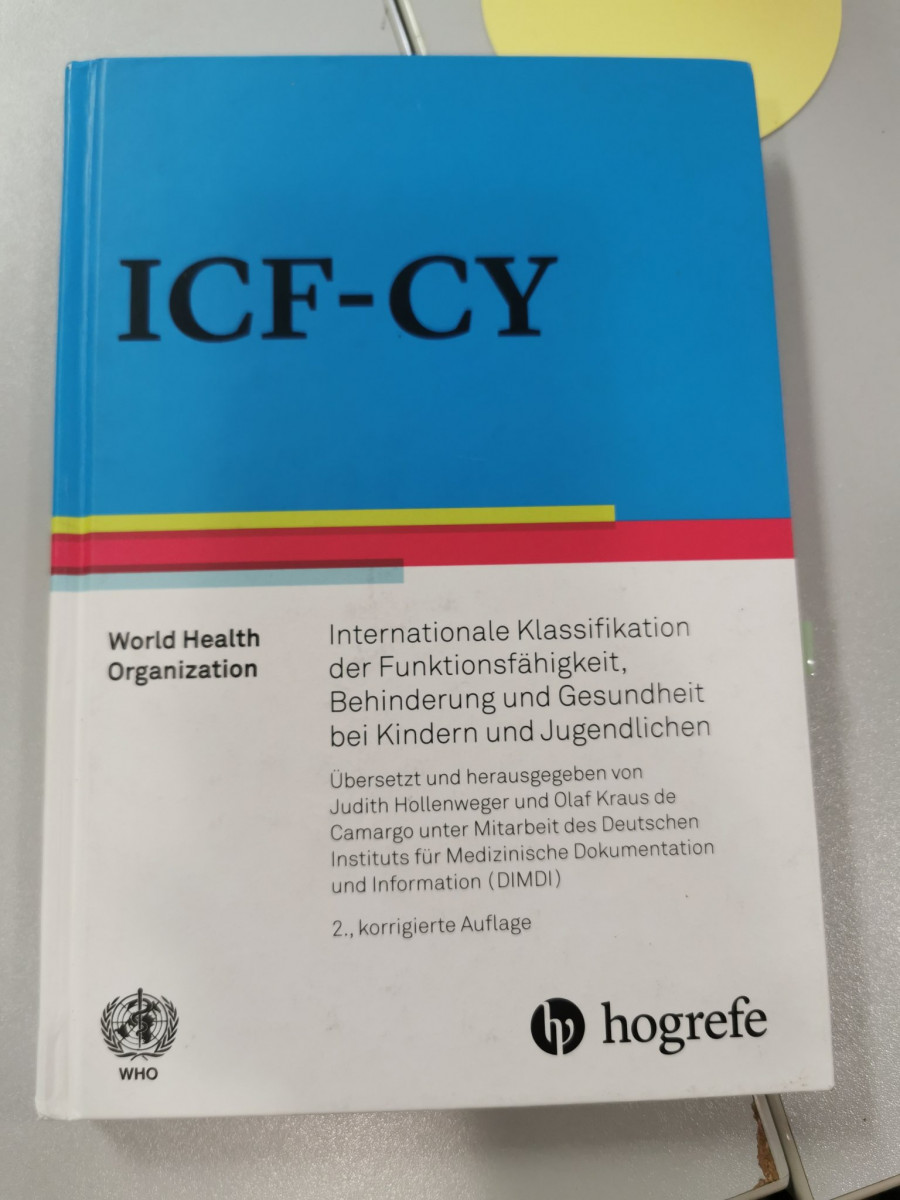 ICF-CY
World Health
Organization
Internationale Klassifikation
der Funktionsfähigkeit,
Behinderung und Gesundheit
bei Kindern und Jugendlichen
Übersetzt und herausgegeben von
Judith Hollenweger und Olaf Kraus de
Camargo unter Mitarbeit des Deutschen
Instituts für Medizinische Dokumentation
und Information (DIMDI)
2., korrigierte Auflage
WHO
hp hogrefe